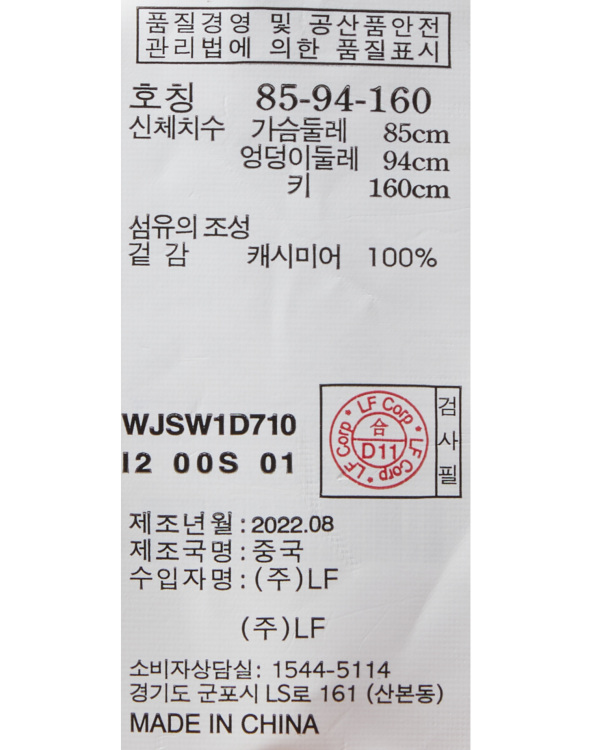 품질경영 및 공산품안전
관리법에 의한 품질표시
호칭 85-94-160
신체치수 가슴둘레 85cm
엉덩이둘레 94cm
키 160cm
섬유의 조성
겉 감 캐시미어 100%
WJSW1D710
I2 00S 01
LF Corp • LF Corp • LF Corp •
合
D11
검
사
필
제조년월 : 2022.08
제조국명 : 중국
수입자명 : (주)LF
(주)LF
소비자상담실: 1544-5114
경기도 군포시 LS로 161 (산본동)
MADE IN CHINA